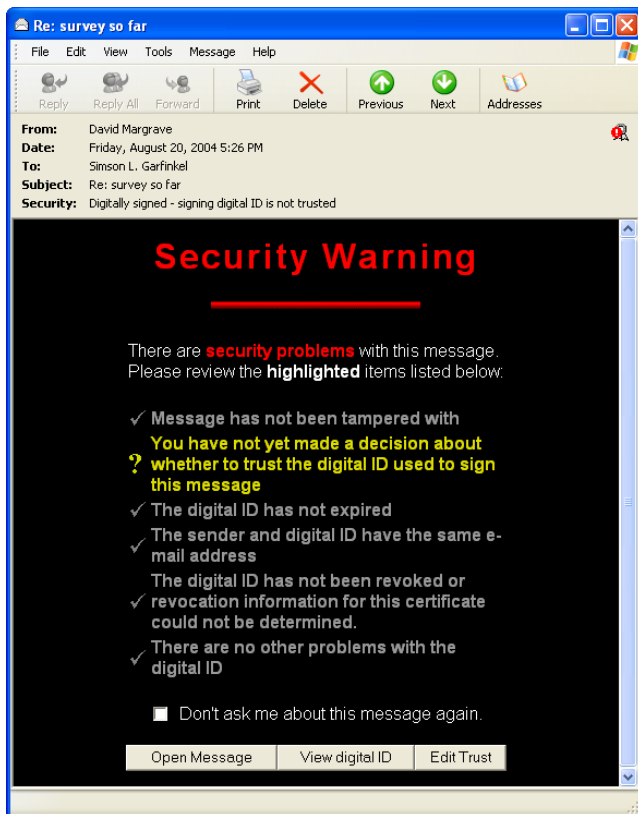 Re: survey so far
File Edit View Tools Message Help
Reply Reply All Forward Print Delete Previous Next Addresses
From: David Margrave
Date: Friday, August 20, 2004 5:26 PM
To: Simson L. Garfinkel
Subject: Re: survey so far
Security: Digitally signed - signing digital ID is not trusted
Security Warning
There are security problems with this message.
Please review the highlighted items listed below:
✓ Message has not been tampered with
You have not yet made a decision about
? whether to trust the digital ID used to sign
this message
✓ The digital ID has not expired
The sender and digital ID have the same e-
✓ mail address
The digital ID has not been revoked or
✓ revocation information for this certificate
could not be determined.
There are no other problems with the
✓ digital ID
Don't ask me about this message again.
Open Message View digital ID Edit Trust